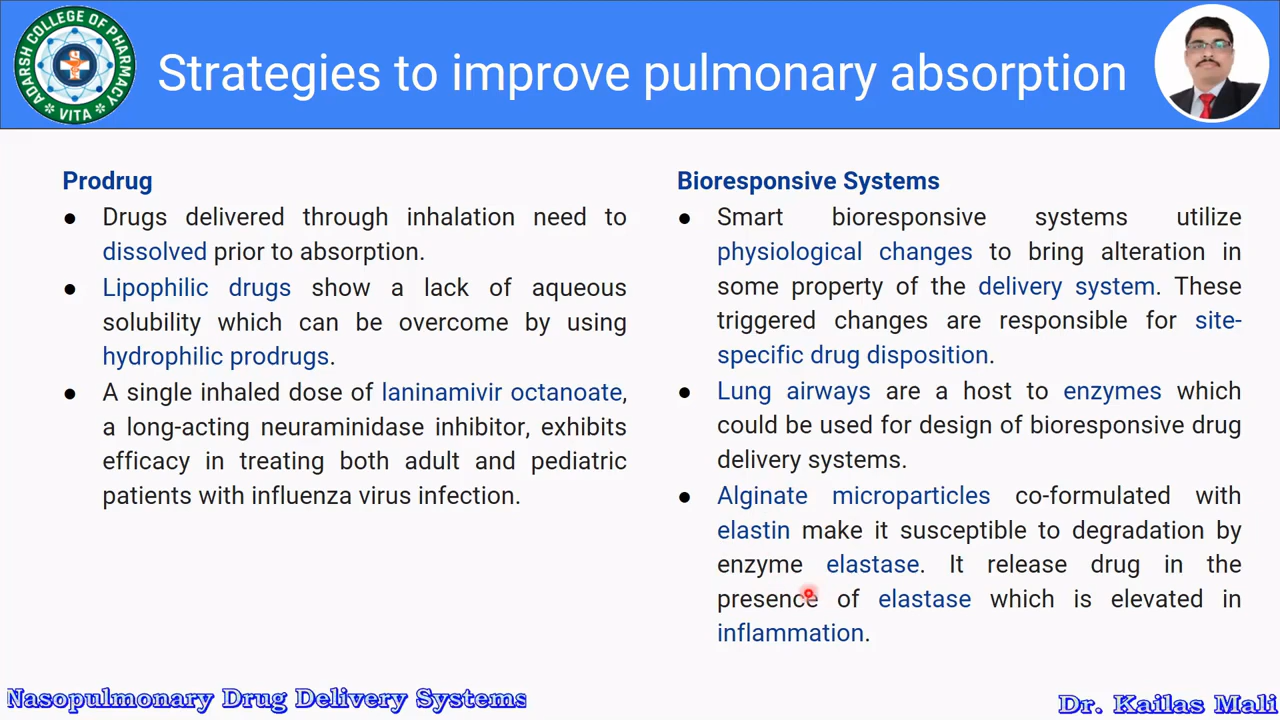 ADARSH COLLEGE OF PHARMACY
VITA
Strategies to improve pulmonary absorption
Prodrug
● Drugs delivered through inhalation need to
dissolved prior to absorption.
● Lipophilic drugs show a lack of aqueous
solubility which can be overcome by using
hydrophilic prodrugs.
● A single inhaled dose of laninamivir octanoate,
a long-acting neuraminidase inhibitor, exhibits
efficacy in treating both adult and pediatric
patients with influenza virus infection.
Bioresponsive Systems
● Smart bioresponsive systems utilize
physiological changes to bring alteration in
some property of the delivery system. These
triggered changes are responsible for site-
specific drug disposition.
● Lung airways are a host to enzymes which
could be used for design of bioresponsive drug
delivery systems.
● Alginate microparticles co-formulated with
elastin make it susceptible to degradation by
enzyme elastase. It release drug in the
presence of elastase which is elevated in
inflammation.
Nasopulmonary Drug Delivery Systems
Dr. Kailas Mali